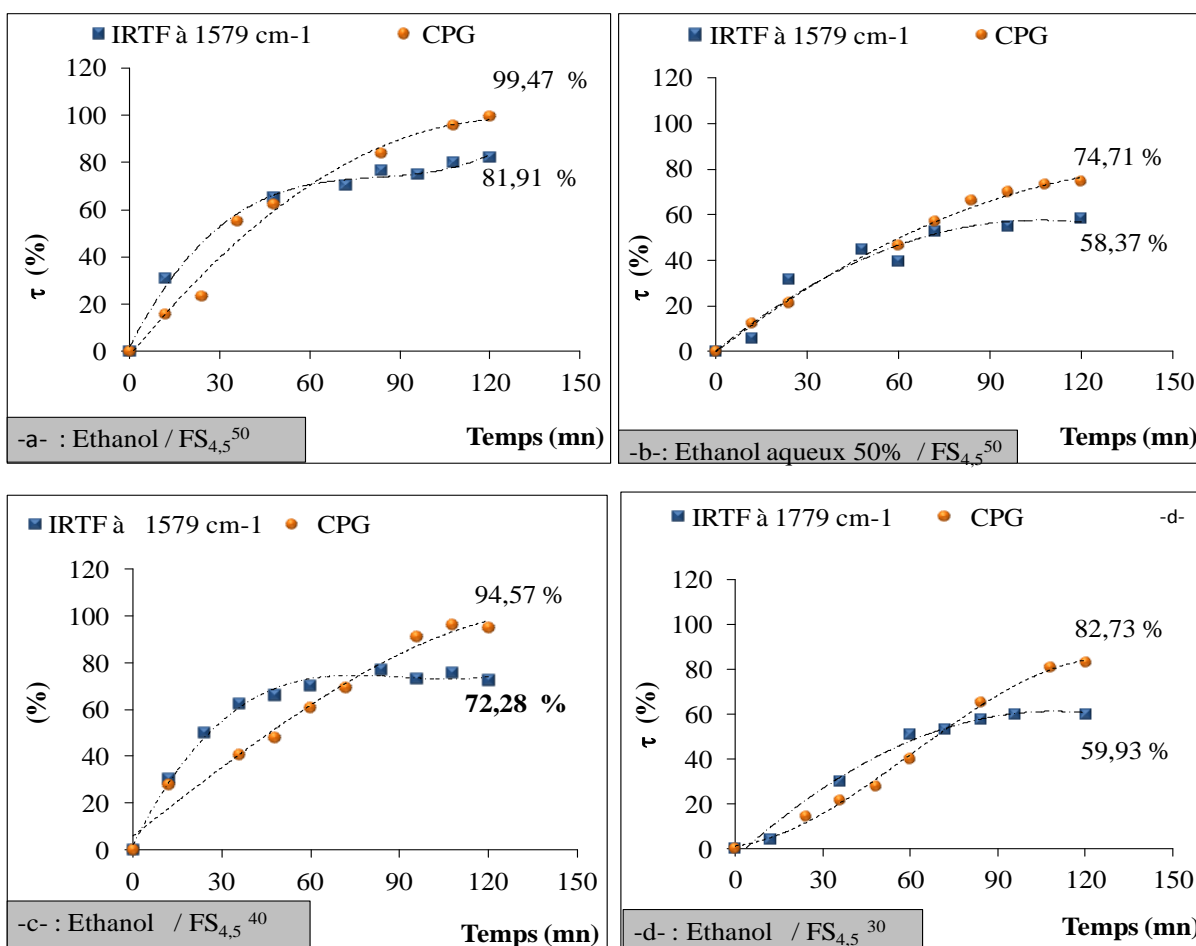 IRTF à 1579 cm-1 CPG
120
100
80
60
40
20
0
τ (%)
99,47 %
81,91 %
0 30 60 90 120 150
Temps (mn)
-a- : Ethanol / FS4,5 50
IRTF à 1579 cm-1 CPG
120
100
80
60
40
20
0
τ (%)
74,71 %
58,37 %
0 30 60 90 120 150
Temps (mn)
-b-: Ethanol aqueux 50% / FS4,5 50
IRTF à 1579 cm-1 CPG
120
100
80
60
40
20
0
(%)
94,57 %
72,28 %
0 30 60 90 120 150
Temps (mn)
-c- : Ethanol / FS4,5 40
IRTF à 1779 cm-1 CPG -d-
120
100
80
60
40
20
0
τ (%)
82,73 %
59,93 %
0 30 60 90 120 150
Temps (mn)
-d- : Ethanol / FS4,5 30